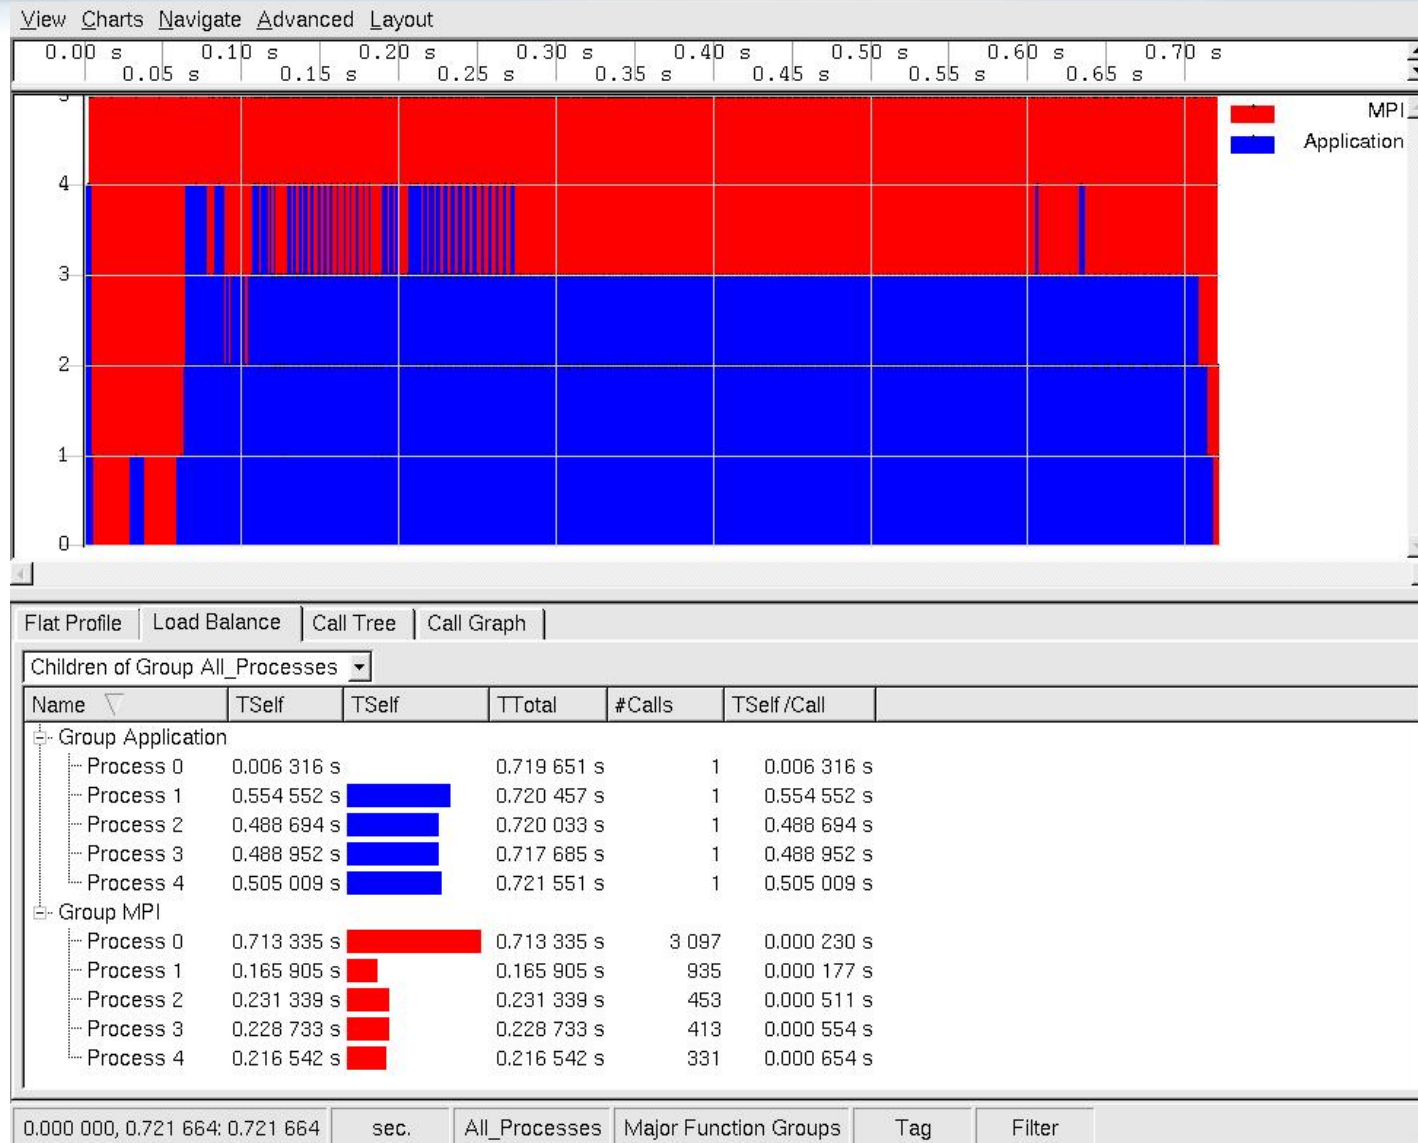 View Charts Navigate Advanced Layout
0.00 s 0.10 s 0.20 s 0.30 s 0.40 s 0.50 s 0.60 s 0.70 s
0.05 s 0.15 s 0.25 s 0.35 s 0.45 s 0.55 s 0.65 s
5
MPI
Application
4
3
2
1
0
Flat Profile Load Balance Call Tree Call Graph
Children of Group All_Processes
Name TSelf TSelf TTotal #Calls TSelf /Call
Group Application
Process 0 0.006 316 s 0.719 651 s 1 0.006 316 s
Process 1 0.554 552 s 0.720 457 s 1 0.554 552 s
Process 2 0.488 694 s 0.720 033 s 1 0.488 694 s
Process 3 0.488 952 s 0.717 685 s 1 0.488 952 s
Process 4 0.505 009 s 0.721 551 s 1 0.505 009 s
Group MPI
Process 0 0.713 335 s 0.713 335 s 3 097 0.000 230 s
Process 1 0.165 905 s 0.165 905 s 935 0.000 177 s
Process 2 0.231 339 s 0.231 339 s 453 0.000 511 s
Process 3 0.228 733 s 0.228 733 s 413 0.000 554 s
Process 4 0.216 542 s 0.216 542 s 331 0.000 654 s
0.000 000, 0.721 664: 0.721 664 sec. All_Processes Major Function Groups Tag Filter